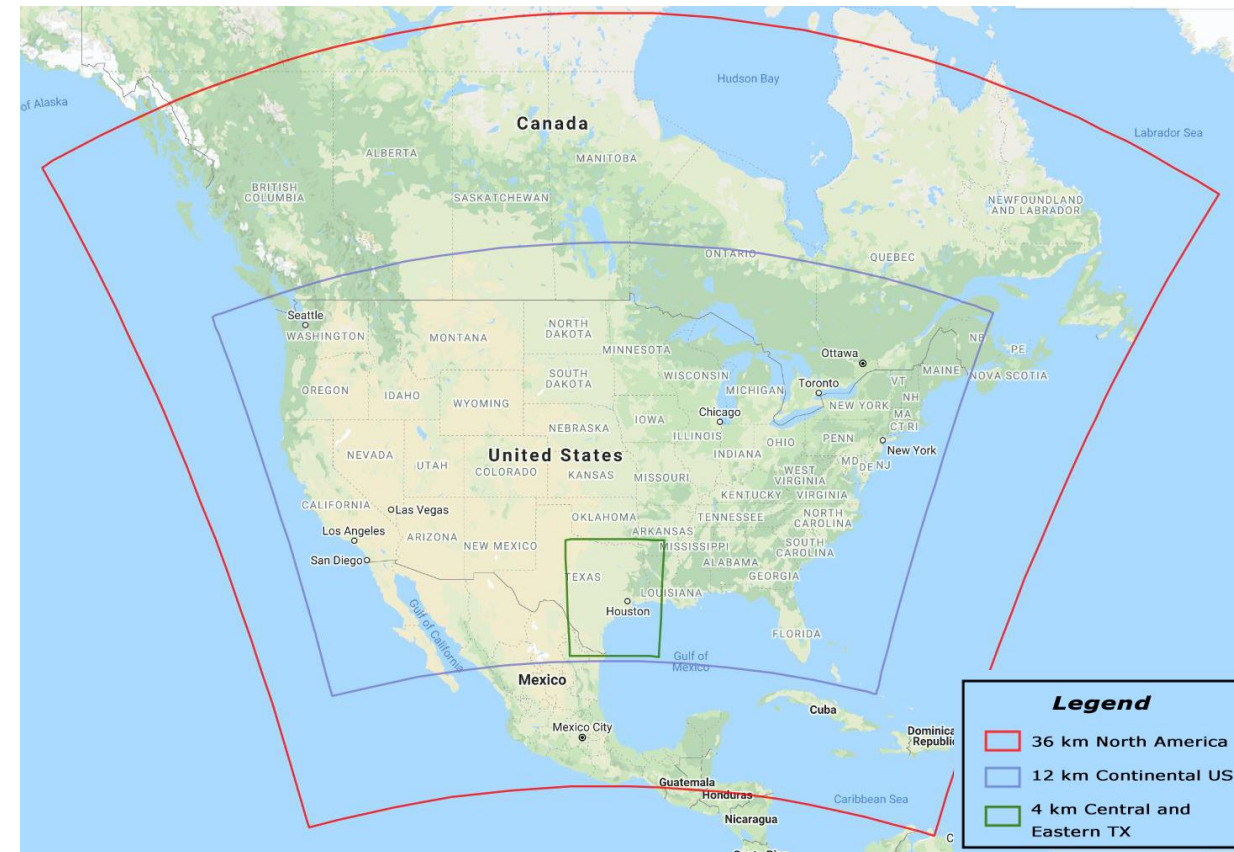 Hudson Bay
of Alaska
Canada
Labrador Sea
ALBERTA
MANITOBA
BRITISH
COLUMBIA
SASKATCHEWAN
NEWFOUNDLAND
AND LABRADOR
ONTARIO
QUEBEC
Seattle
WASHINGTON
MONTANA
NORTH
DAKOTA
MINNESOTA
Ottawa
NB
PE
MAINE
NOVA SCOTIA
SOUTH
DAKOTA
WISCONSIN
MICHIGAN
Toronto
VT
NH
OREGON
IDAHO
WYOMING
NEW YORK
MA
CT RI
Chicago
IOWA
NEBRASKA
ILLINOIS
INDIANA
OHIO
PENN
New York
NEVADA
UTAH
United States
COLORADO
KANSAS
MISSOURI
WEST
VIRGINIA
MD
DE
NJ
KENTUCKY
VIRGINIA
CALIFORNIA
Las Vegas
OKLAHOMA
TENNESSEE
NORTH
CAROLINA
Los Angeles
ARIZONA
NEW MEXICO
ARKANSAS
MISSISSIPPI
SOUTH
CAROLINA
San Diego
ALABAMA
TEXAS
GEORGIA
LOUISIANA
Houston
Gulf of California
FLORIDA
Gulf of
Mexico
Mexico
Cuba
Mexico City
Dominica
Republi
Guatemala
Honduras
Caribbean Sea
Nicaragua
Legend
36 km North America
12 km Continental US
4 km Central and
Eastern TX